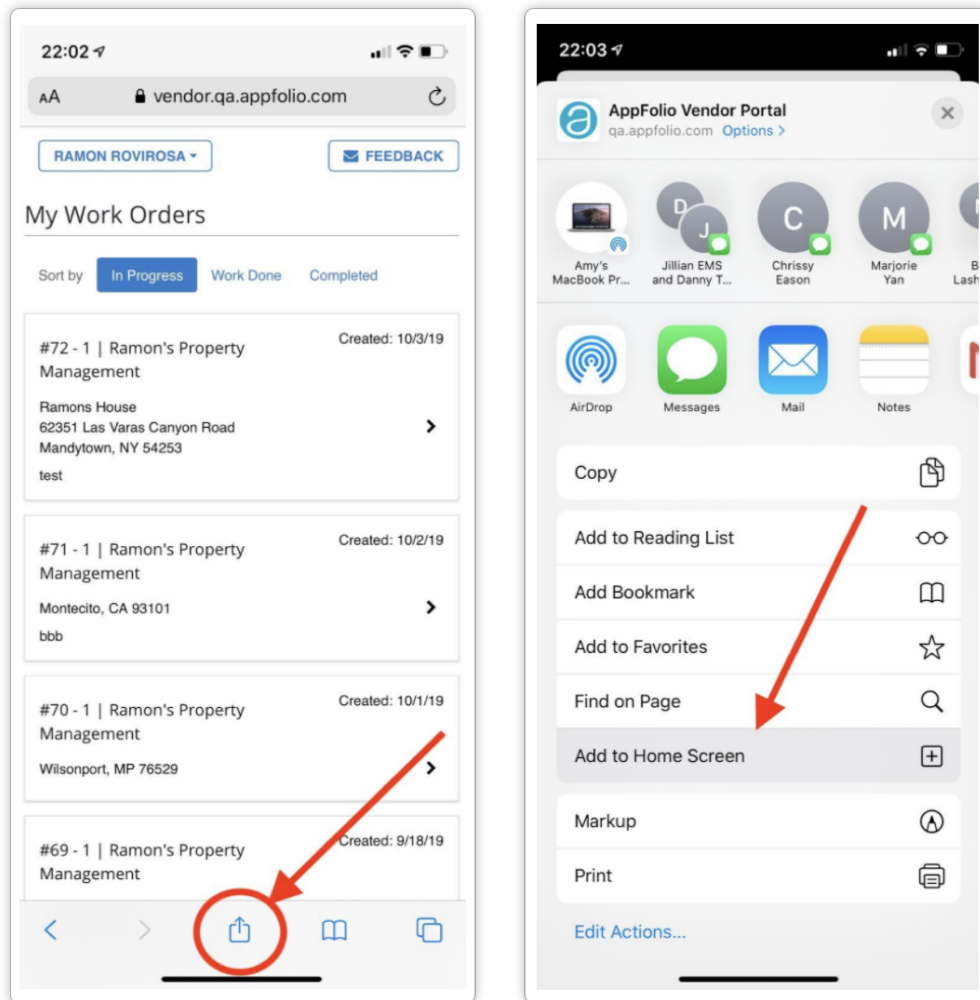 22:02
AA vendor.qa.appfolio.com
RAMON ROVIROSA FEEDBACK
My Work Orders
Sort by In Progress Work Done Completed
#72 - 1 | Ramon's Property
Management
Created: 10/3/19
Ramons House
62351 Las Varas Canyon Road
Mandytown, NY 54253
test
#71 - 1 | Ramon's Property
Management
Created: 10/2/19
Montecito, CA 93101
bbb
#70 - 1 | Ramon's Property
Management
Created: 10/1/19
Wilsonport, MP 76529
#69 - 1 | Ramon's Property
Management
Created: 9/18/19
22:03
AppFolio Vendor Portal
qa.appfolio.com Options >
D J C M
Amy's
MacBook Pr...
Jillian EMS
and Danny T...
Chrissy
Eason
Marjorie
Yan
B
Lash
AirDrop Messages Mail Notes
Copy
Add to Reading List
Add Bookmark
Add to Favorites
Find on Page
Add to Home Screen
Markup
Print
Edit Actions...